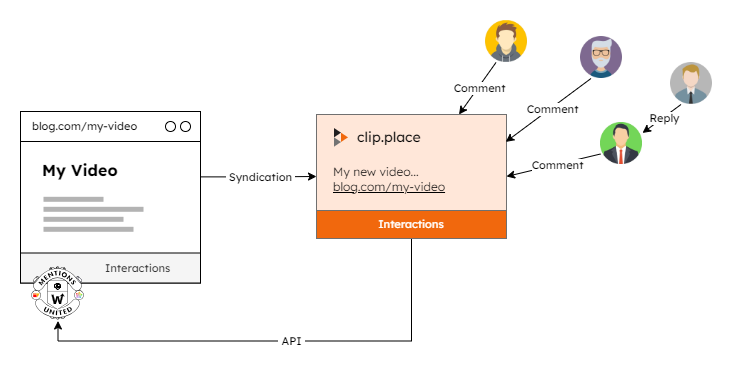 blog.com/my-video
My Video
Interactions
MENTIONS
W
UNITED
Syndication
clip.place
My new video...
blog.com/my-video
Interactions
API
Comment
Comment
Comment
Reply